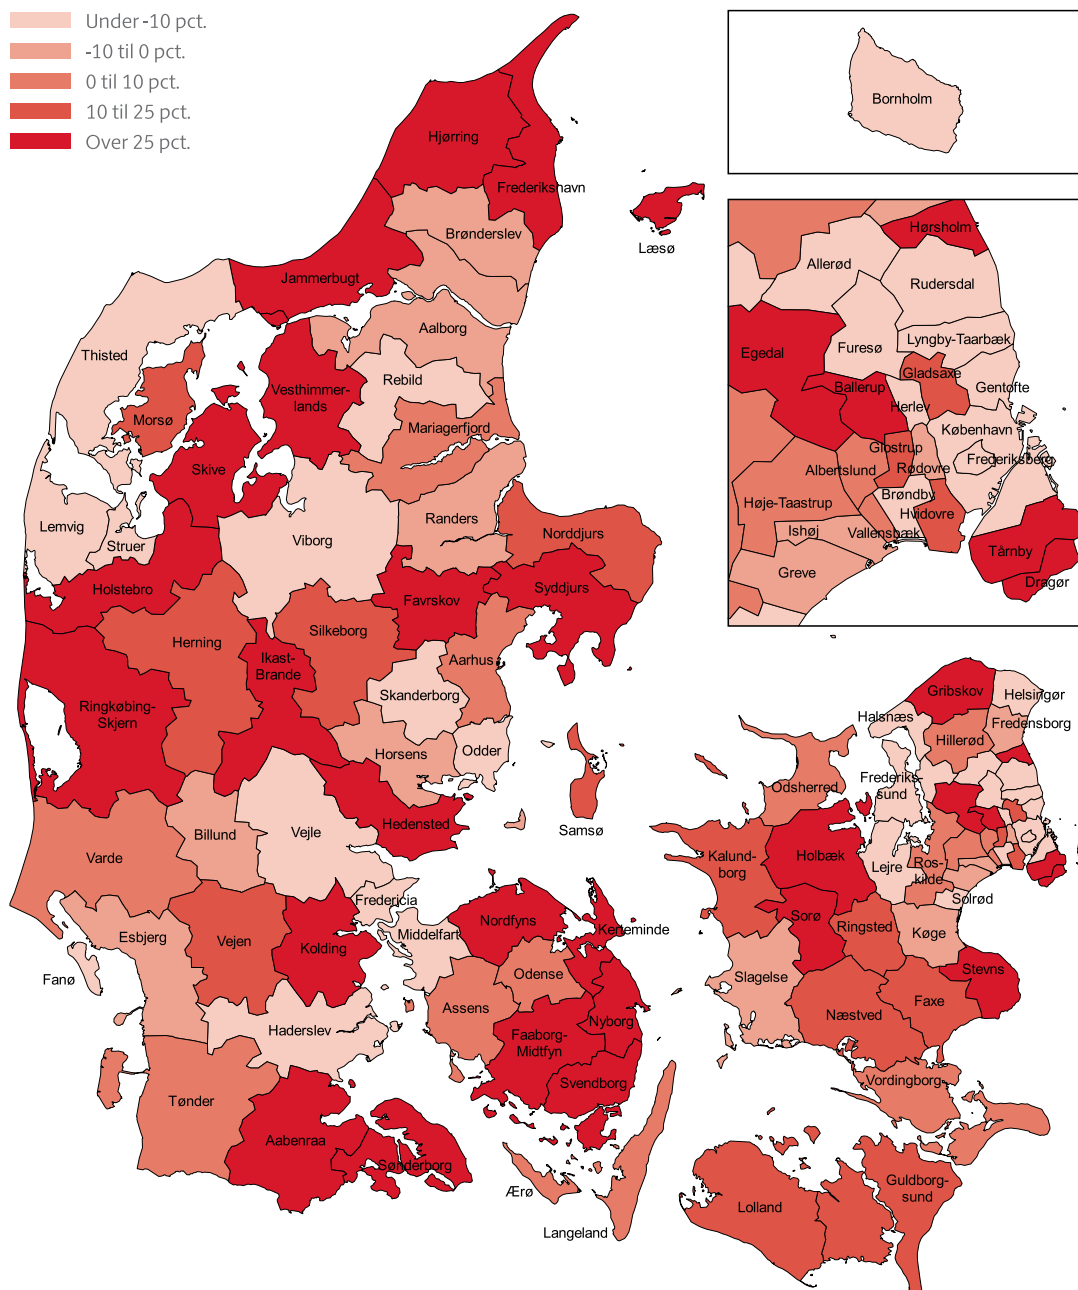 Under -10 pct.
-10 til 0 pct.
0 til 10 pct.
10 til 25 pct.
Over 25 pct.
Bornholm
Hjørring
Frederikshavn
Læsø
Brønderslev
Jammerbugt
Aalborg
Thisted
Rebild
Vesthimmer-
lands
Morsø
Mariagerfjord
Skive
Lemvig
Struer
Viborg
Randers
Norddjurs
Holstebro
Favrskov
Syddjurs
Herning
Silkeborg
Ikast-
Brande
Aarhus
Skanderborg
Ringkøbing-
Skjern
Horsens
Odder
Samsø
Hedensted
Billund
Vejle
Varde
Fredericia
Esbjerg
Vejen
Kolding
Middelfart
Nordfyns
Kerteminde
Fanø
Odense
Assens
Haderslev
Faaborg-
Midtfyn
Nyborg
Svendborg
Tønder
Aabenraa
Sønderborg
Ærø
Langeland
Hørsholm
Allerød
Rudersdal
Egedal
Furesø
Lyngby-Taarbæk
Gladsaxe
Ballerup
Gentofte
Herlev
København
Glostrup
Frederiksberg
Albertslund
Rødovre
Høje-Taastrup
Brøndby
Hvidovre
Ishøj
Vallensbæk
Tårnby
Greve
Dragør
Gribskov
Helsingør
Halsnæs
Fredensborg
Hillerød
Frederiks-
sund
Odsherred
Kalund-
borg
Holbæk
Lejre
Ros-
kilde
Solrød
Sorø
Ringsted
Køge
Slagelse
Stevns
Næstved
Faxe
Vordingborg
Guldborg-
sund
Lolland